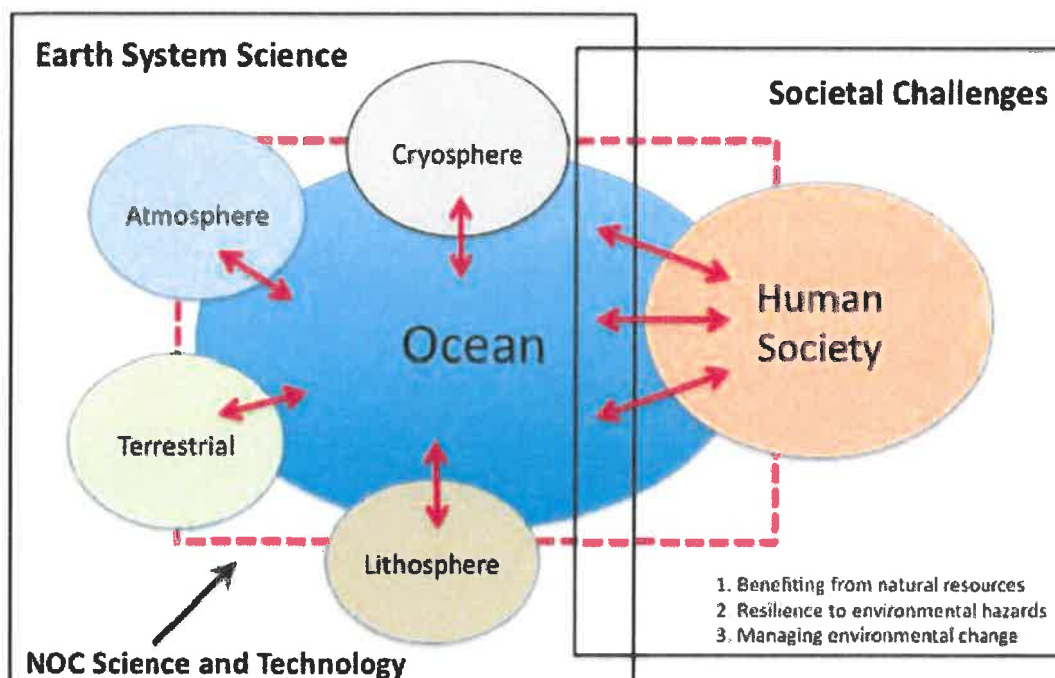 Earth System Science
Societal Challenges
Cryosphere
Atmosphere
Ocean
Human
Society
Terrestrial
Lithosphere
1. Benefiting from natural resources
2 Resilience to environmental hazards
3. Managing environmental change
NOC Science and Technology